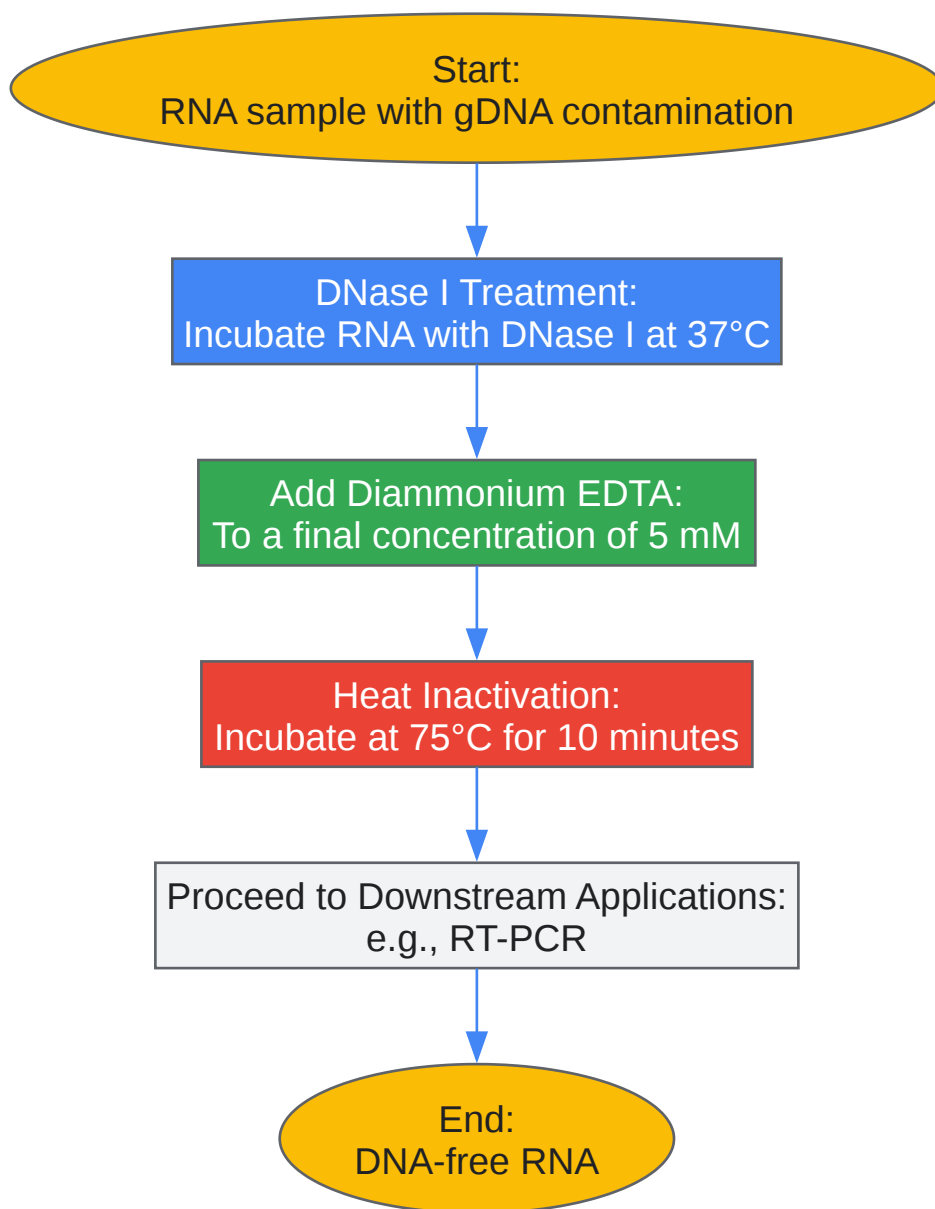 Start:
RNA sample with gDNA contamination
DNase I Treatment:
Incubate RNA with DNase I at 37°C
Add Diammonium EDTA:
To a final concentration of 5 mM
Heat Inactivation:
Incubate at 75°C for 10 minutes
Proceed to Downstream Applications:
e.g., RT-PCR
End:
DNA-free RNA